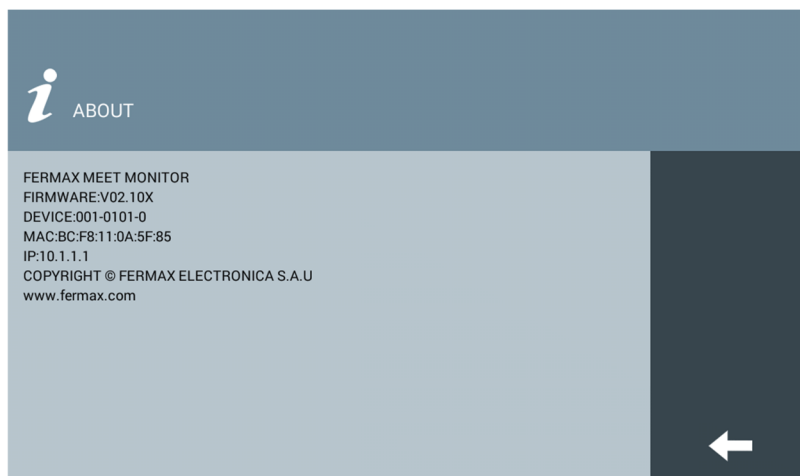 ABOUT
FERMAX MEET MONITOR
FIRMWARE:V02.10X
DEVICE:001-0101-0
MAC:BC:F8:11:0A:5F:85
IP:10.1.1.1
COPYRIGHT © FERMAX ELECTRONICA S.A.U
www.fermax.com